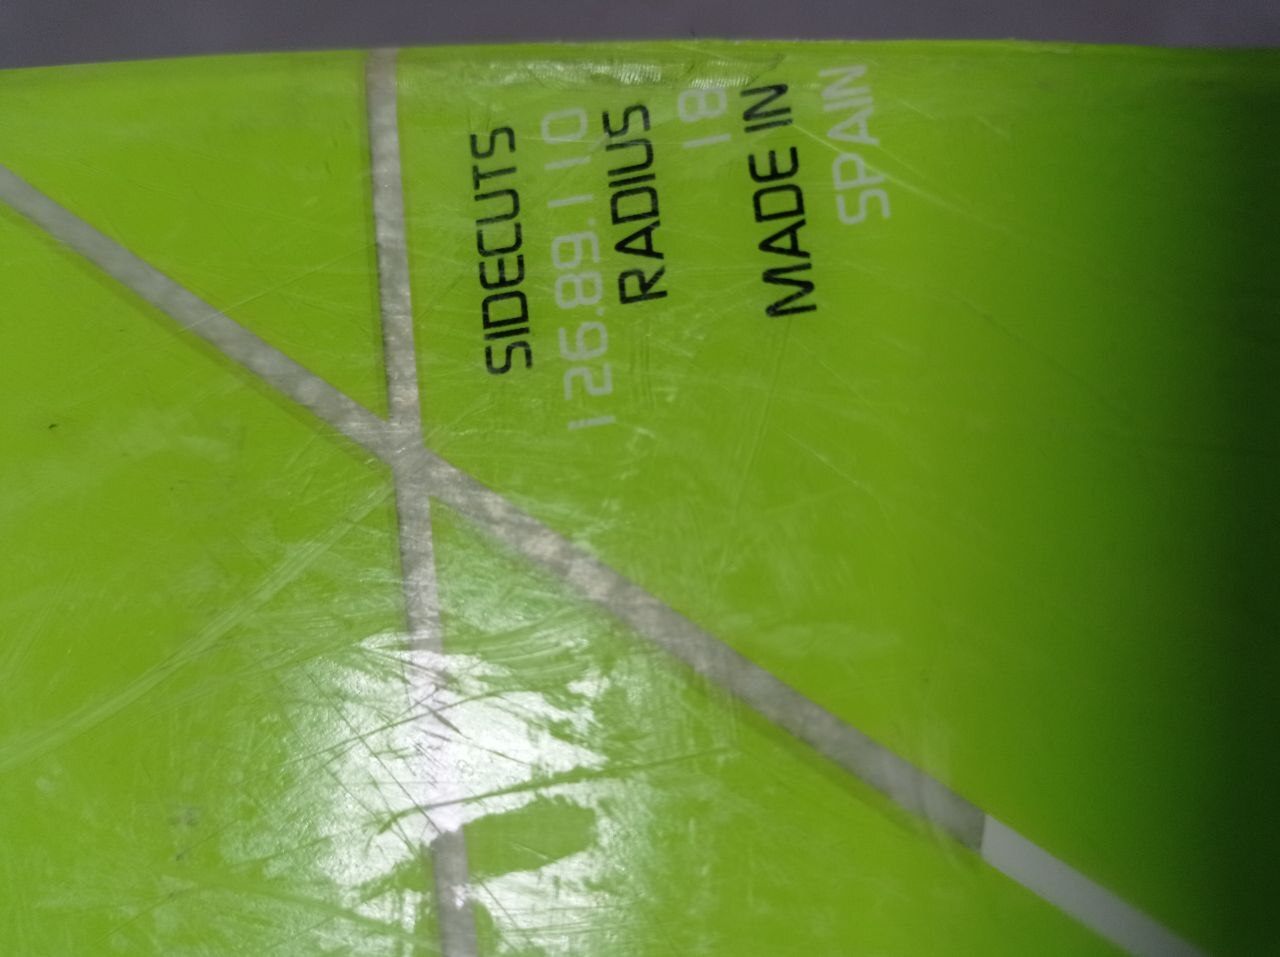 SIDECUTS
126.89.110
RADIUS
18
MADE IN
SPAIN